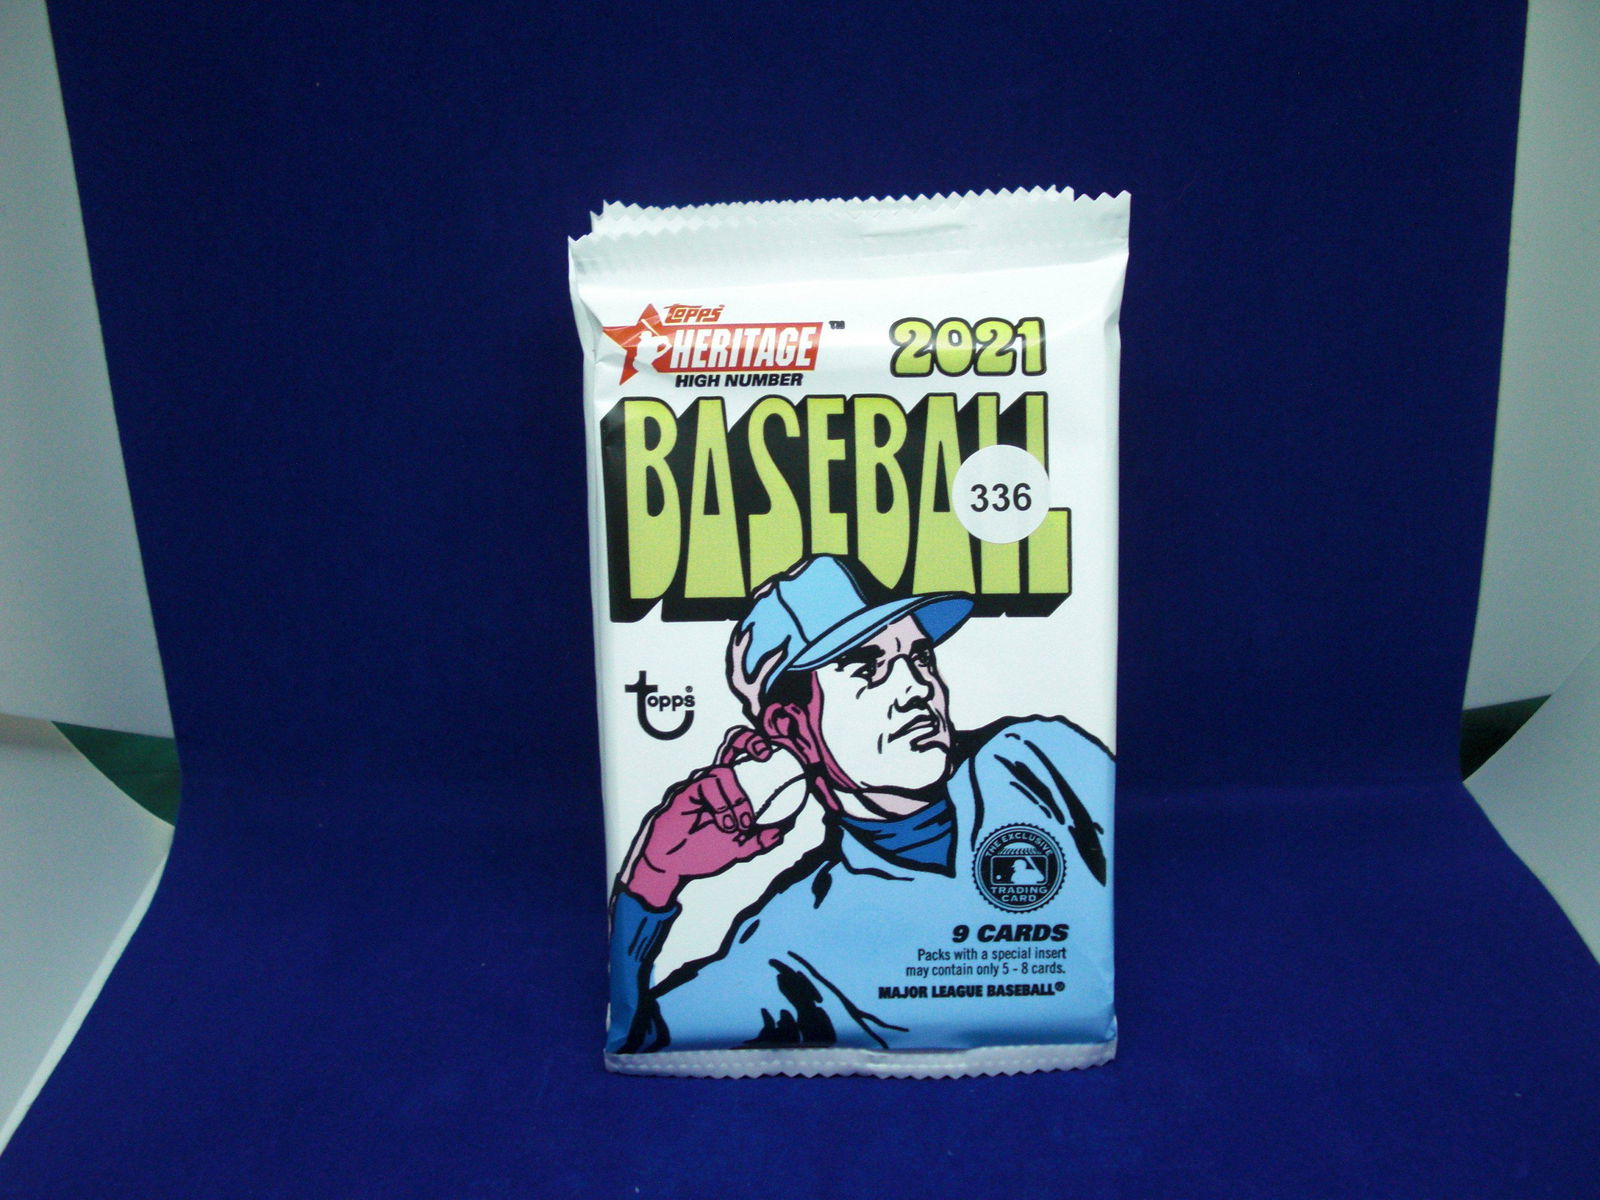 topps
HERITAGE™
HIGH NUMBER
2021
BASEBALL
336
topps®
THE EXCLUSIVE
TRADING
CARD
9 CARDS
Packs with a special insert
may contain only 5 - 8 cards.
MAJOR LEAGUE BASEBALL®